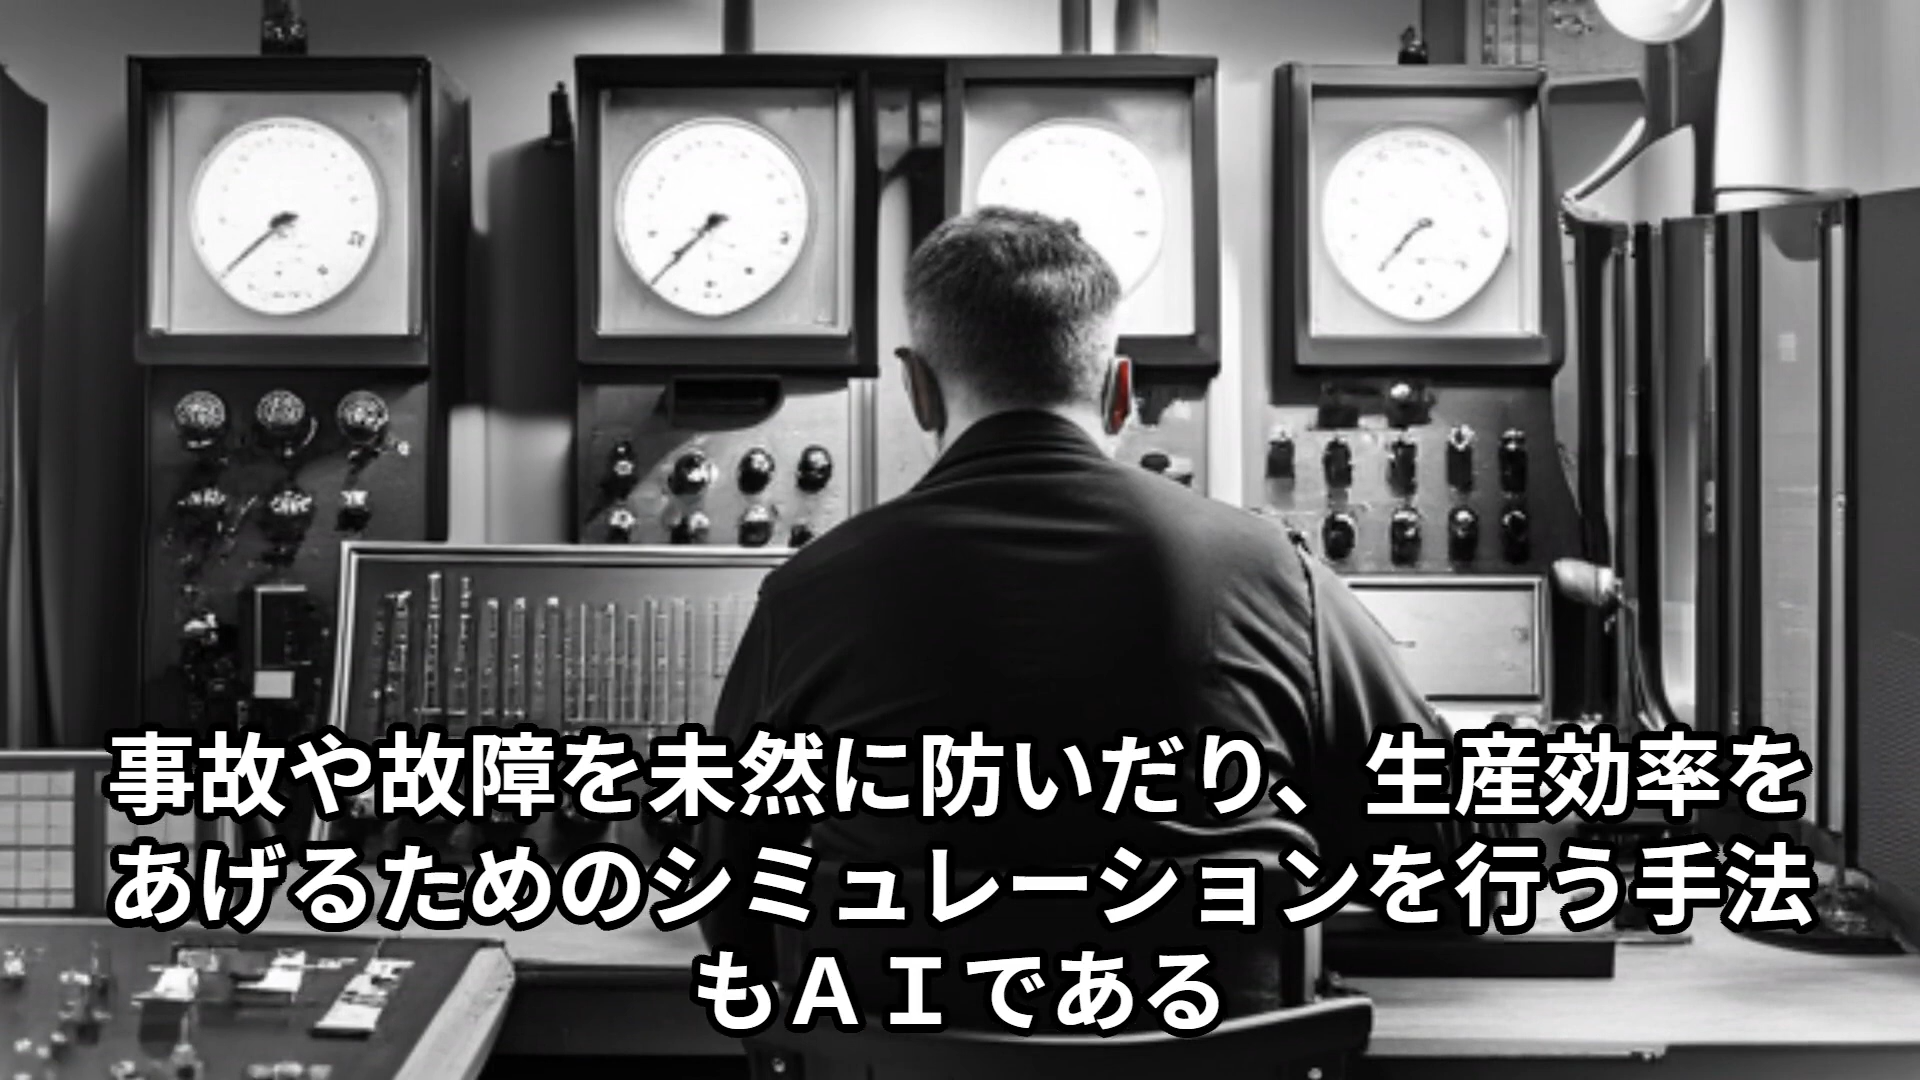 事故や故障を未然に防いだり、生産効率を
あげるためのシミュレーションを行う手法
もＡＩである